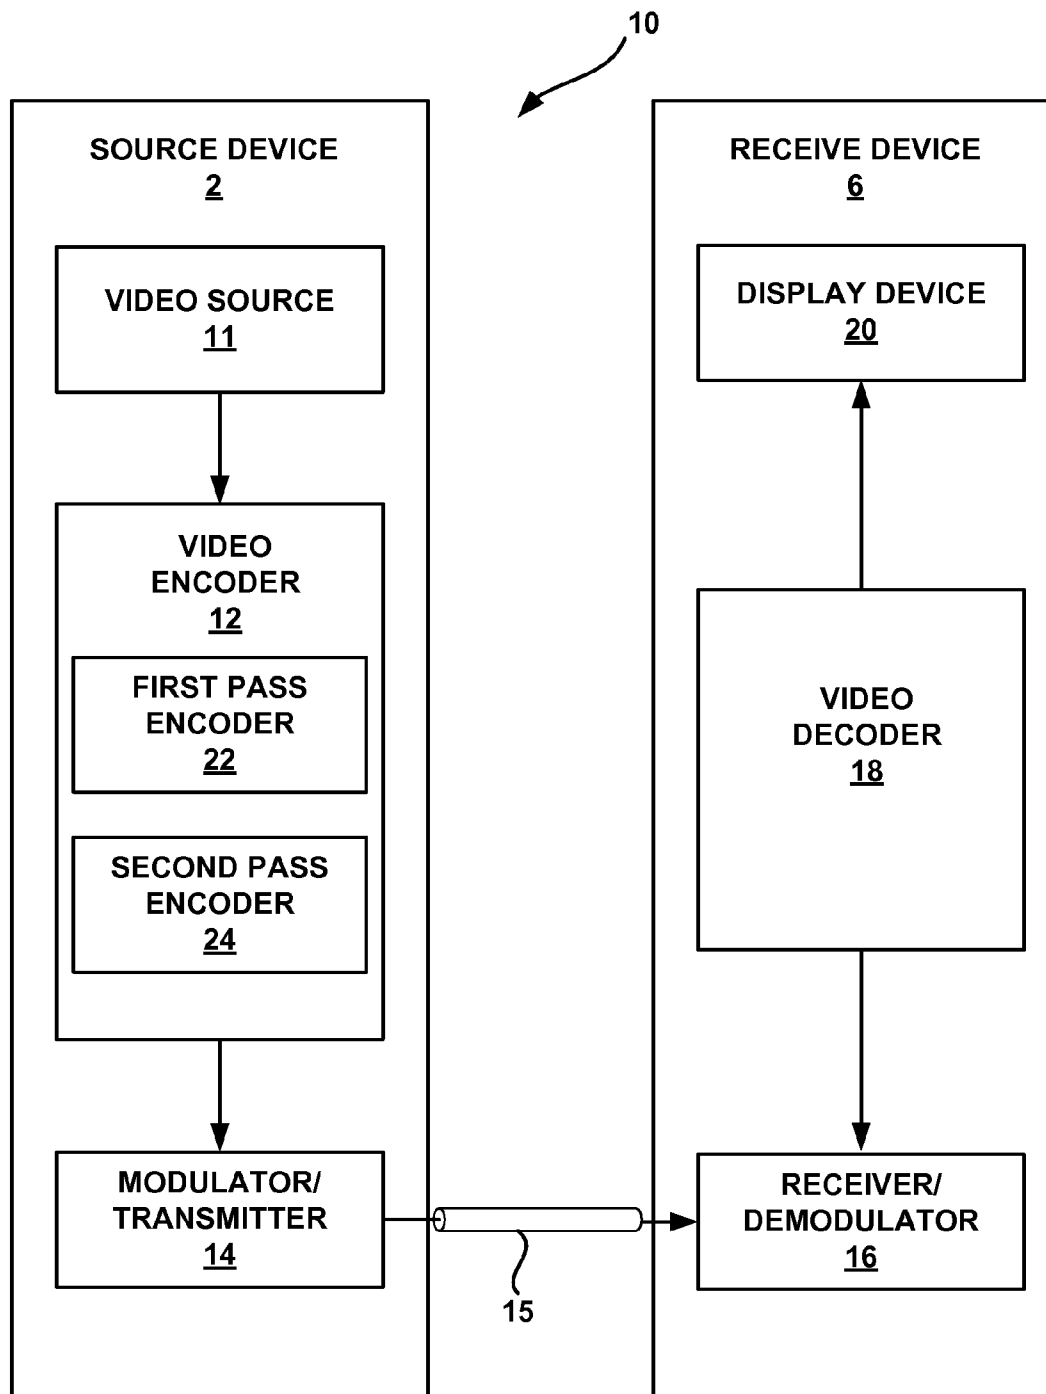 10
SOURCE DEVICE
2
VIDEO SOURCE
11
VIDEO
ENCODER
12
FIRST PASS
ENCODER
22
SECOND PASS
ENCODER
24
MODULATOR/
TRANSMITTER
14
15
RECEIVE DEVICE
6
DISPLAY DEVICE
20
VIDEO
DECODER
18
RECEIVER/
DEMODULATOR
16